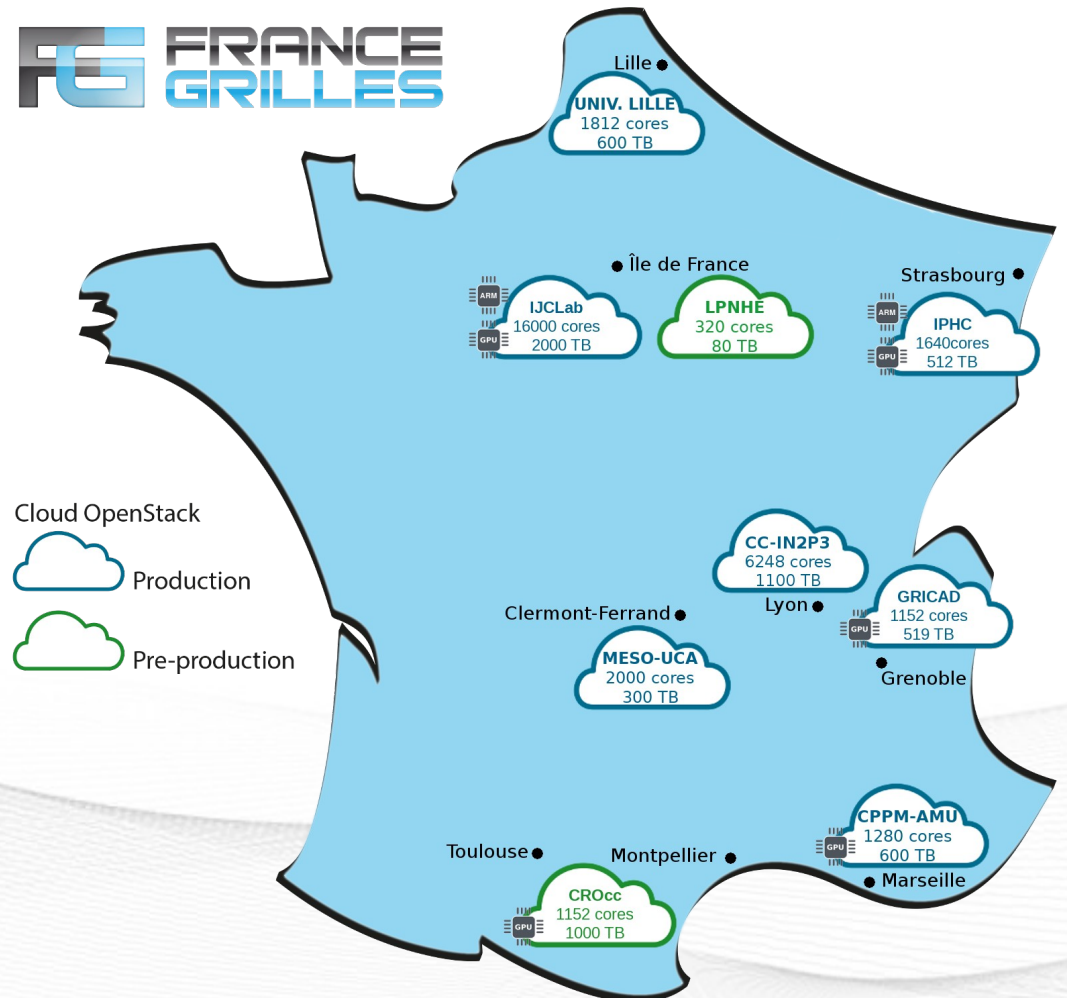 FG FRANCE
GRILLES
Lille
UNIV. LILLE
1812 cores
600 TB
Île de France
Strasbourg
ARM
GPU
IJCLab
16000 cores
2000 TB
LPNHE
320 cores
80 TB
ARM
GPU
IPHC
1640cores
512 TB
Cloud OpenStack
Production
Pre-production
CC-IN2P3
6248 cores
1100 TB
Lyon
GPU
GRICAD
1152 cores
519 TB
Grenoble
Clermont-Ferrand
MESO-UCA
2000 cores
300 TB
GPU
CPPM-AMU
1280 cores
600 TB
Marseille
Toulouse
Montpellier
GPU
CROcc
1152 cores
1000 TB